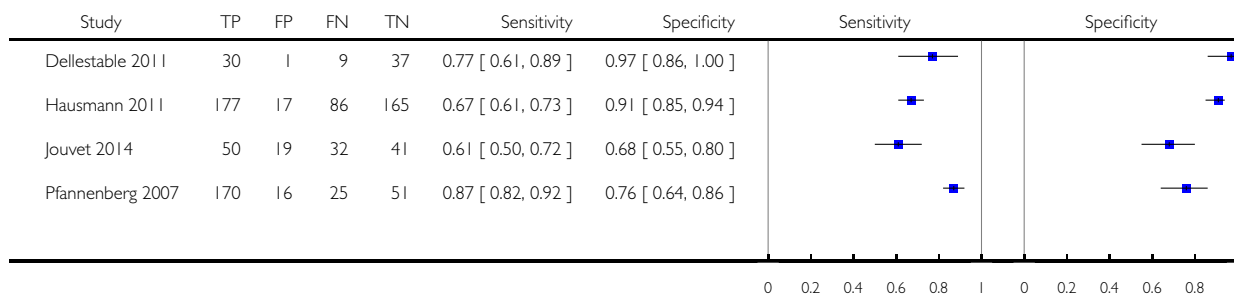 Study TP FP FN TN Sensitivity Specificity Sensitivity Specificity
Dellestable 2011 30 1 9 37 0.77 [ 0.61, 0.89 ] 0.97 [ 0.86, 1.00 ]
Hausmann 2011 177 17 86 165 0.67 [ 0.61, 0.73 ] 0.91 [ 0.85, 0.94 ]
Jouvet 2014 50 19 32 41 0.61 [ 0.50, 0.72 ] 0.68 [ 0.55, 0.80 ]
Pfannenberg 2007 170 16 25 51 0.87 [ 0.82, 0.92 ] 0.76 [ 0.64, 0.86 ]
0 0.2 0.4 0.6 0.8 1 0 0.2 0.4 0.6 0.8